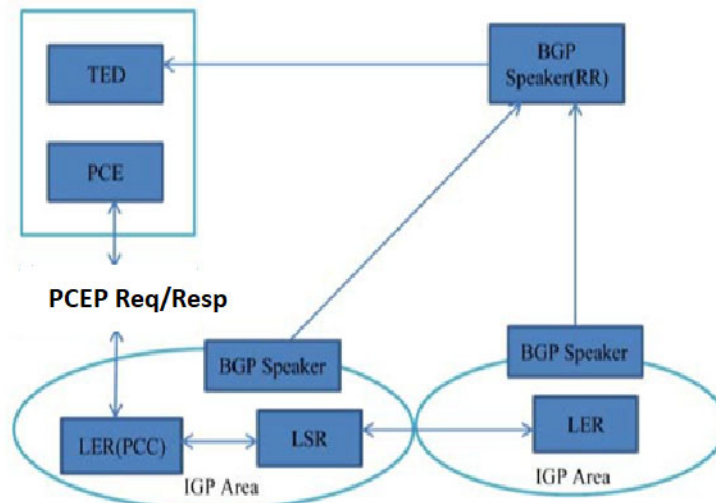 TED
BGP
Speaker(RR)
PCE
PCEP Req/Resp
BGP Speaker
BGP Speaker
LER(PCC)
LSR
LER
IGP Area
IGP Area